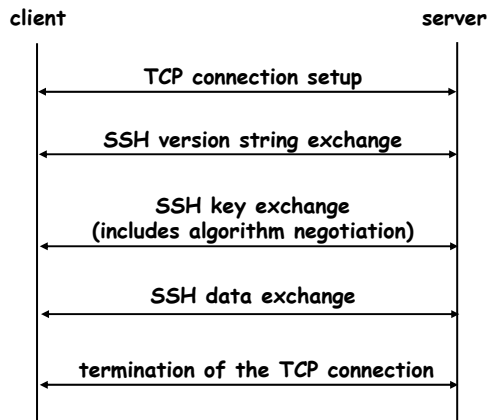 client
server
TCP connection setup
SSH version string exchange
SSH key exchange
(includes algorithm negotiation)
SSH data exchange
termination of the TCP connection